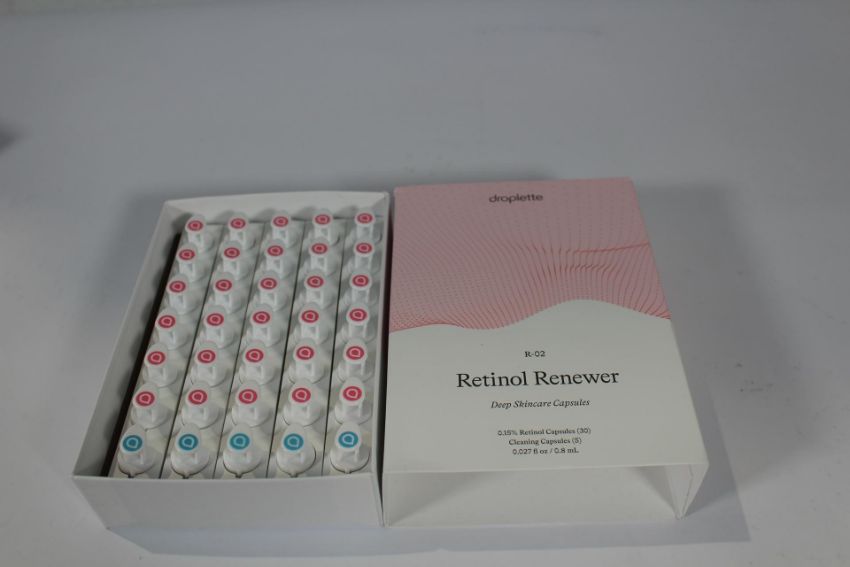 droplette
R-02
Retinol Renewer
Deep Skincare Capsules
0.15% Retinol Capsules (30)
Cleaning Capsules (5)
0.027 fl oz / 0.8 mL